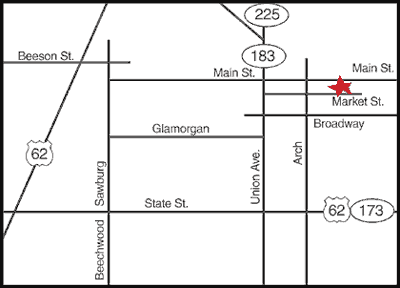 225
Beeson St.
183
Main St.
Main St.
Market St.
Broadway
Glamorgan
62
Sawburg
Union Ave.
Arch
State St.
62
173
Beechwood